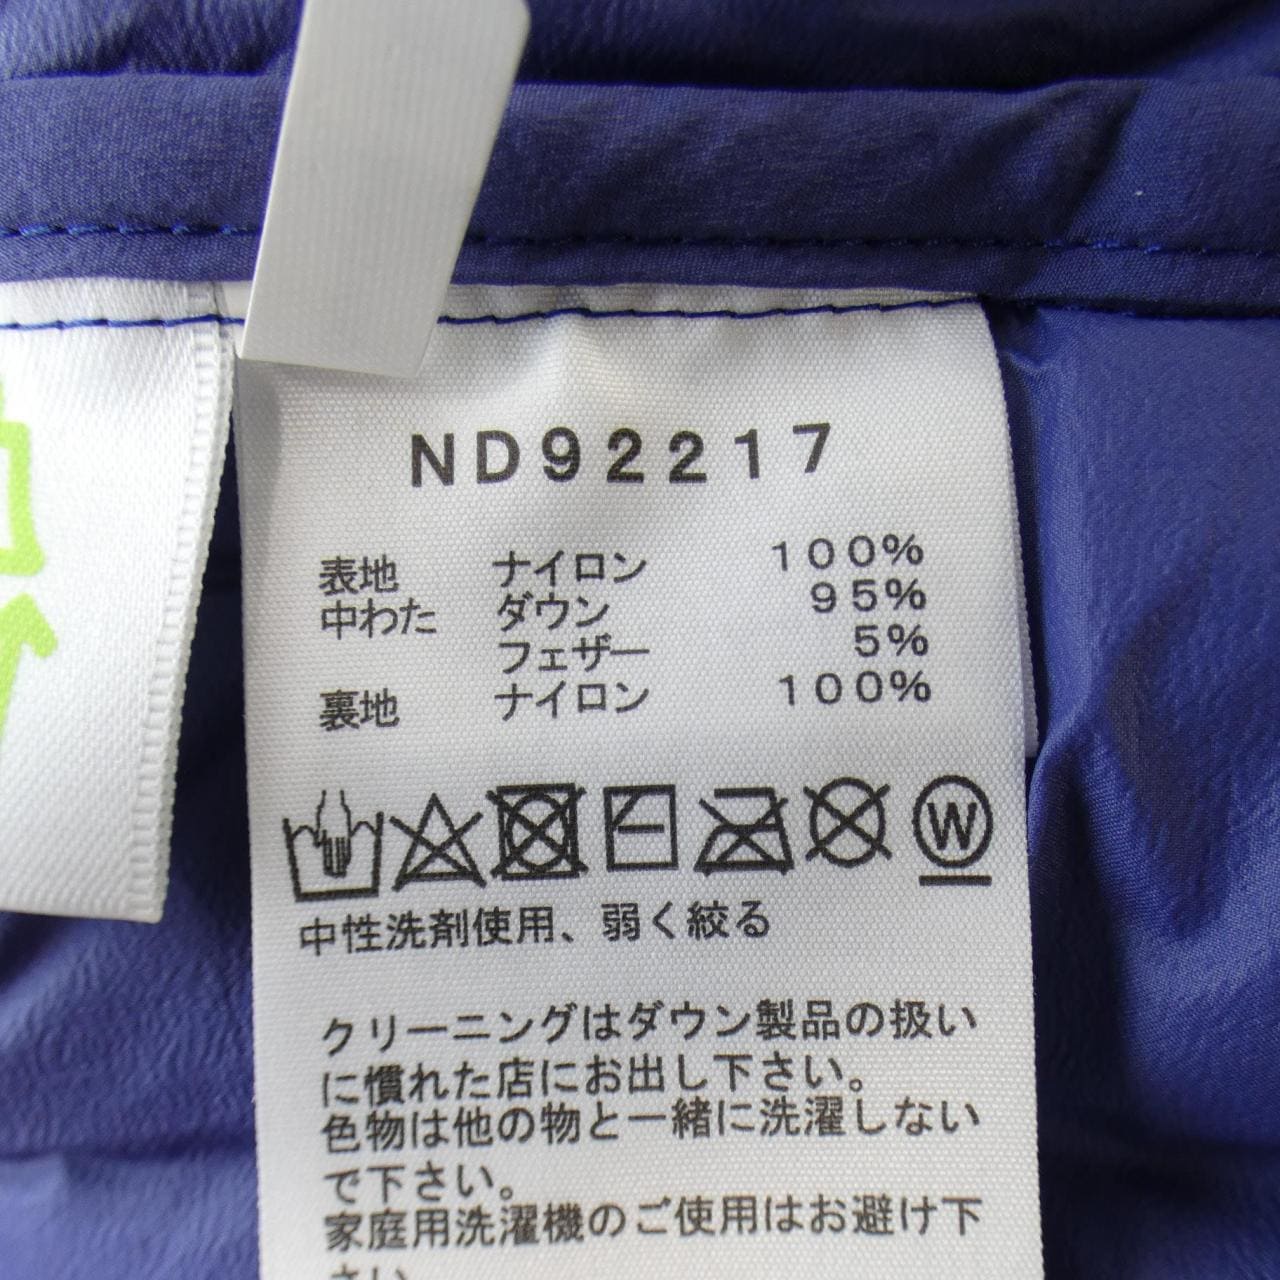 ND92217
表地 ナイロン 100%
中わた ダウン 95%
フェザー 5%
裏地 ナイロン 100%
W
中性洗剤使用、弱く絞る
クリーニングはダウン製品の扱い
に慣れた店にお出し下さい。
色物は他の物と一緒に洗濯しない
で下さい。
家庭用洗濯機のご使用はお避け下
さい。